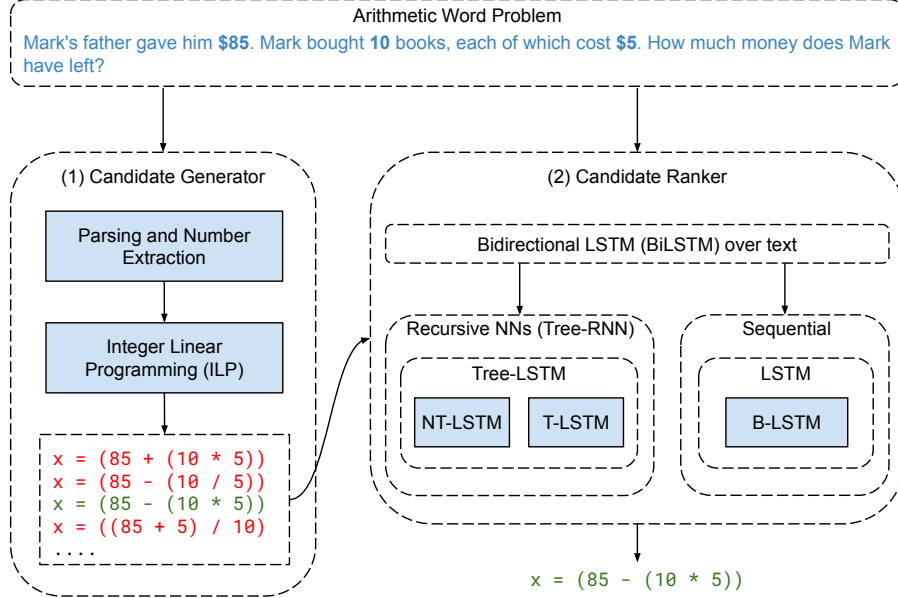 Arithmetic Word Problem
Mark's father gave him $85. Mark bought 10 books, each of which cost $5. How much money does Mark
have left?
(1) Candidate Generator
Parsing and Number
Extraction
Integer Linear
Programming (ILP)
x = (85 + (10 * 5))
x = (85 - (10 / 5))
x = (85 - (10 * 5))
x = ((85 + 5) / 10)
....
(2) Candidate Ranker
Bidirectional LSTM (BiLSTM) over text
Recursive NNs (Tree-RNN)
Tree-LSTM
NT-LSTM
T-LSTM
Sequential
LSTM
B-LSTM
x = (85 - (10 * 5))